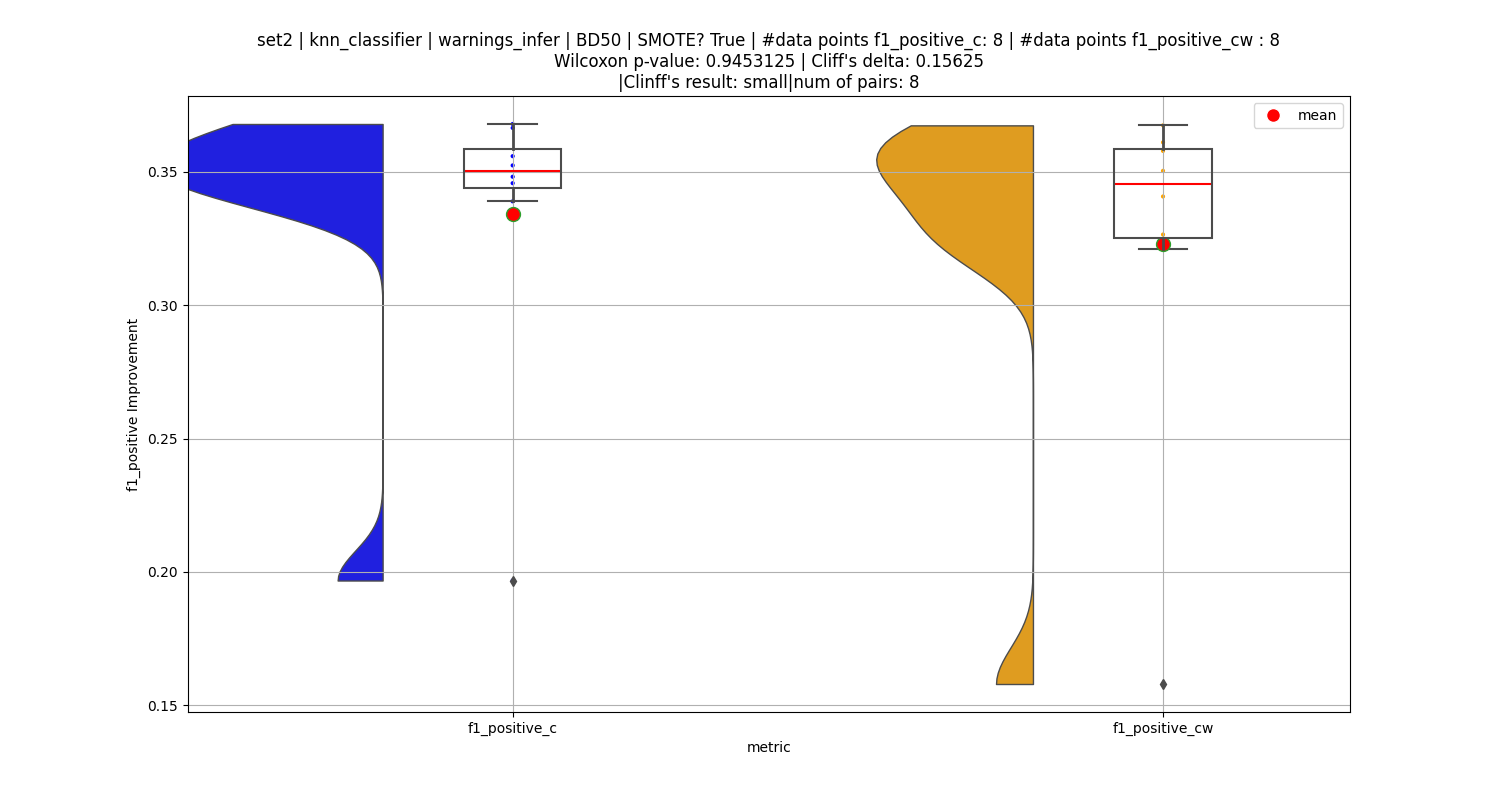 set2 | knn_classifier | warnings_infer | BD50 | SMOTE? True | #data points f1_positive_c: 8 | #data points f1_positive_cw : 8
Wilcoxon p-value: 0.9453125 | Cliff's delta: 0.15625
|Clinff's result: small|num of pairs: 8
mean
0.35
0.30
0.25
0.20
0.15
f1_positive Improvement
f1_positive_c
f1_positive_cw
metric